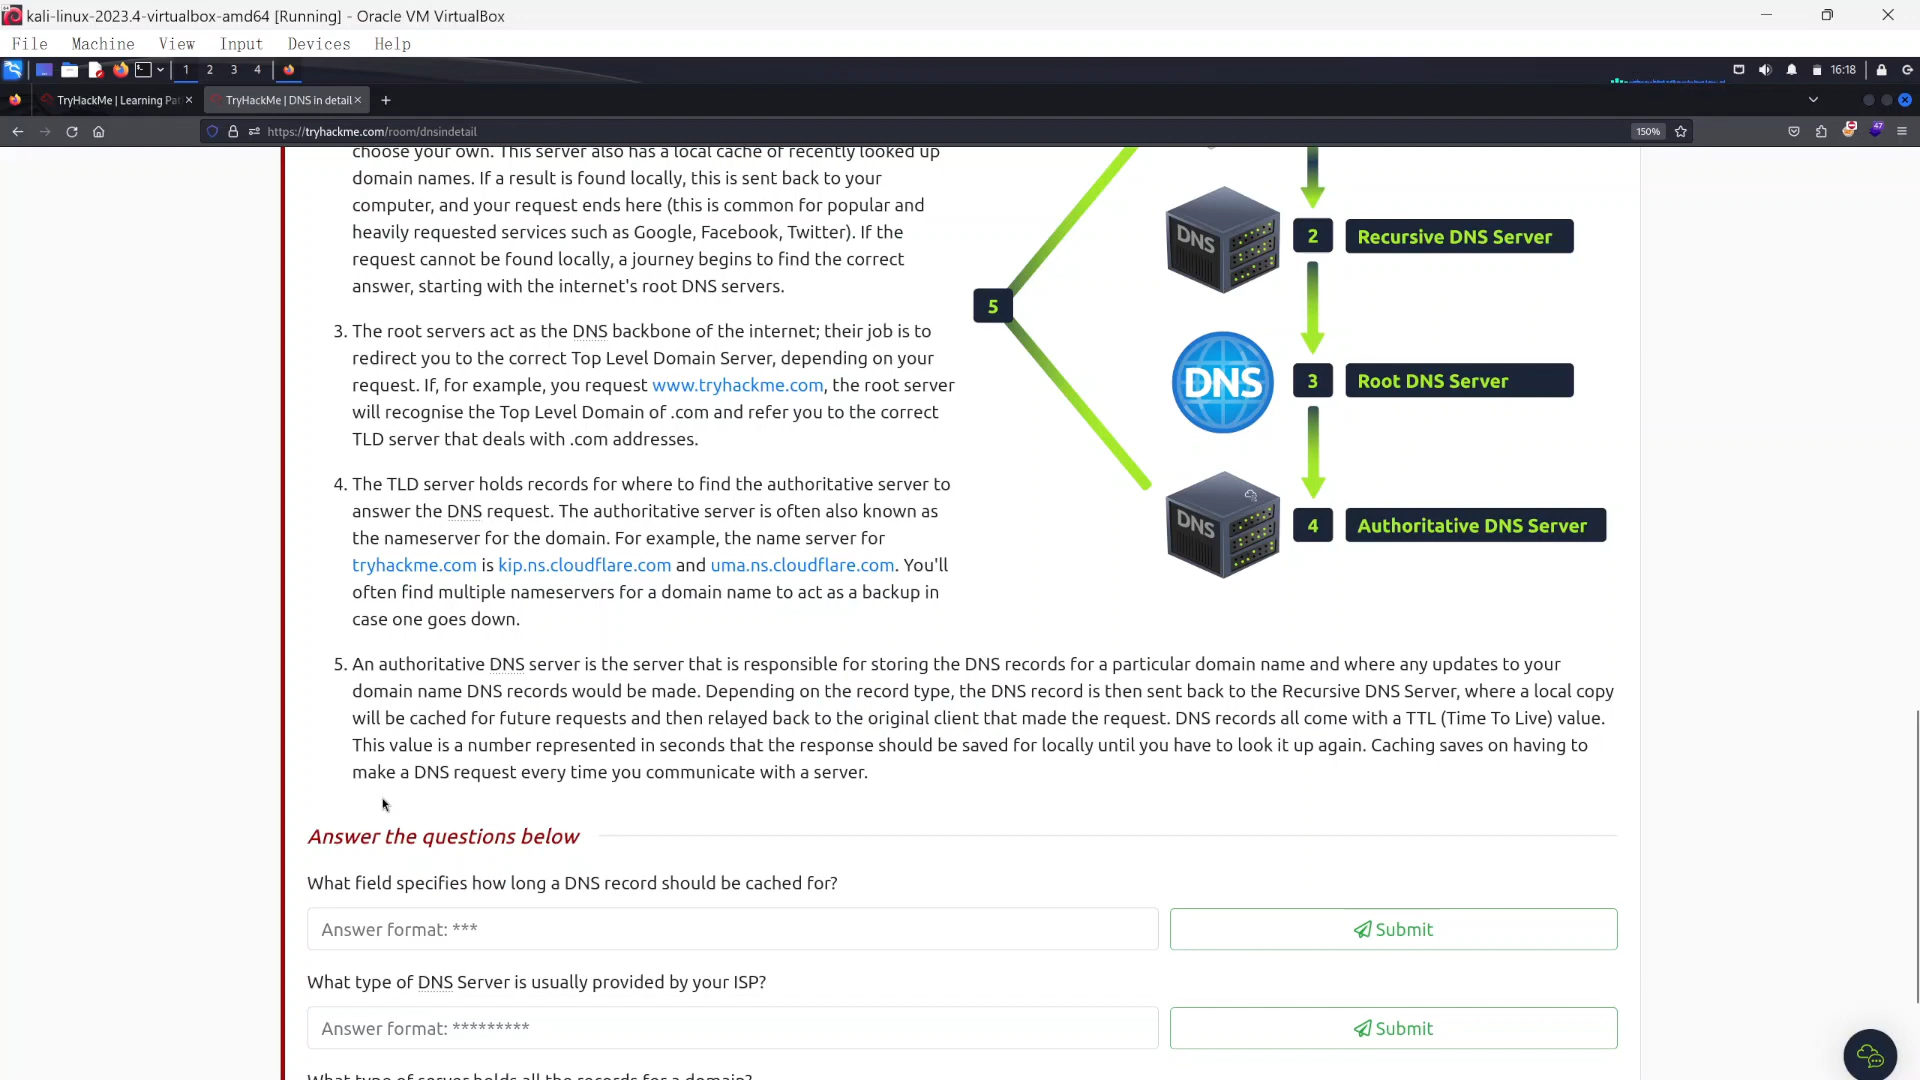 kali-linux-2023.4-virtualbox-amd64 [Running] - Oracle VM VirtualBox
File Machine View Input Devices Help
1 2 3 4 16:18
TryHackMe | Learning Pat TryHackMe | DNS in detail
https://tryhackme.com/room/dnsindetail 150% 47
choose your own. This server also has a local cache of recently looked up
domain names. If a result is found locally, this is sent back to your
computer, and your request ends here (this is common for popular and
heavily requested services such as Google, Facebook, Twitter). If the
request cannot be found locally, a journey begins to find the correct
answer, starting with the internet's root DNS servers.
3. The root servers act as the DNS backbone of the internet; their job is to
redirect you to the correct Top Level Domain Server, depending on your
request. If, for example, you request www.tryhackme.com, the root server
will recognise the Top Level Domain of .com and refer you to the correct
TLD server that deals with .com addresses.
4. The TLD server holds records for where to find the authoritative server to
answer the DNS request. The authoritative server is often also known as
the nameserver for the domain. For example, the name server for
tryhackme.com is kip.ns.cloudflare.com and uma.ns.cloudflare.com. You'll
often find multiple nameservers for a domain name to act as a backup in
case one goes down.
DNS 2 Recursive DNS Server
5
DNS 3 Root DNS Server
DNS 4 Authoritative DNS Server
5. An authoritative DNS server is the server that is responsible for storing the DNS records for a particular domain name and where any updates to your
domain name DNS records would be made. Depending on the record type, the DNS record is then sent back to the Recursive DNS Server, where a local copy
will be cached for future requests and then relayed back to the original client that made the request. DNS records all come with a TTL (Time To Live) value.
This value is a number represented in seconds that the response should be saved for locally until you have to look it up again. Caching saves on having to
make a DNS request every time you communicate with a server.
Answer the questions below
What field specifies how long a DNS record should be cached for?
Answer format: *** Submit
What type of DNS Server is usually provided by your ISP?
Answer format: ********* Submit
What type of server holds all the records for a domain?